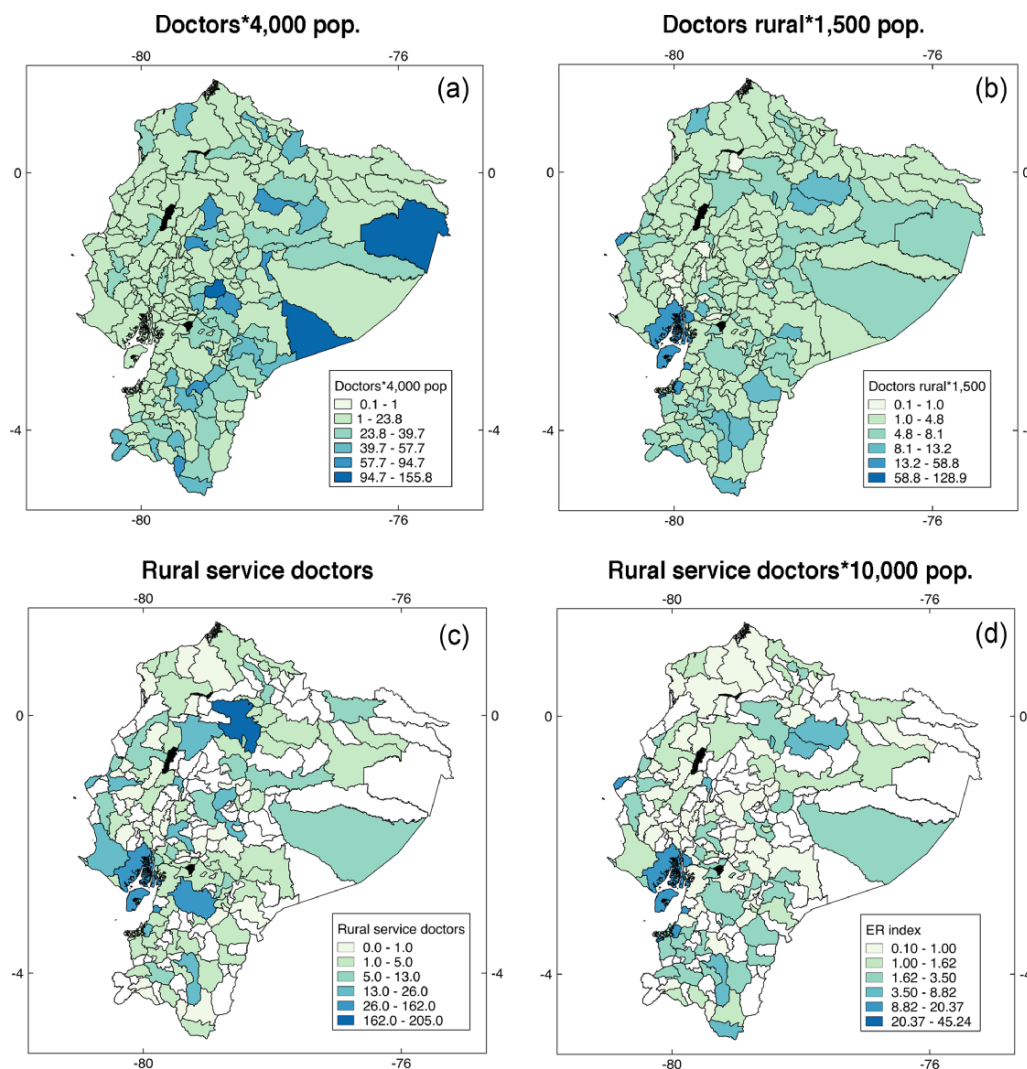 Doctors*4,000 pop.
-80
-76
(a)
0
-4
Doctors*4,000 pop
0.1 - 1
1 - 23.8
23.8 - 39.7
39.7 - 57.7
57.7 - 94.7
94.7 - 155.8
-80
-76
Doctors rural*1,500 pop.
-80
-76
(b)
0
0
-4
-4
Doctors rural*1,500
0.1 - 1.0
1.0 - 4.8
4.8 - 8.1
8.1 - 13.2
13.2 - 58.8
58.8 - 128.9
-80
-76
Rural service doctors
-80
-76
(c)
0
-4
Rural service doctors
0.0 - 1.0
1.0 - 5.0
5.0 - 13.0
13.0 - 26.0
26.0 - 162.0
162.0 - 205.0
-80
-76
Rural service doctors*10,000 pop.
-80
-76
(d)
0
0
-4
-4
ER index
0.10 - 1.00
1.00 - 1.62
1.62 - 3.50
3.50 - 8.82
8.82 - 20.37
20.37 - 45.24
-80
-76